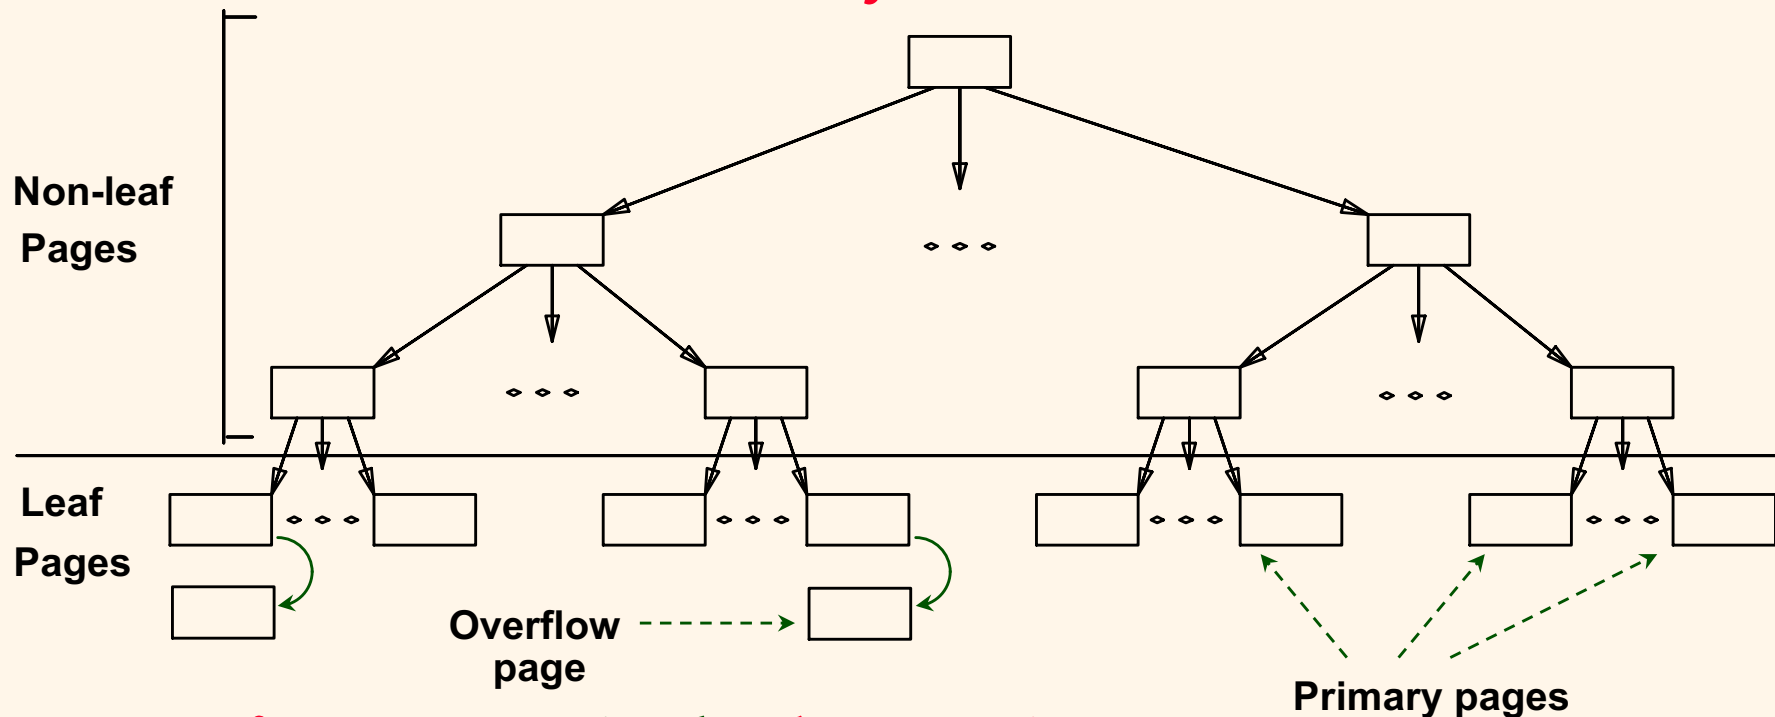 Non-leaf
Pages
Leaf
Pages
Overflow
page
Primary pages